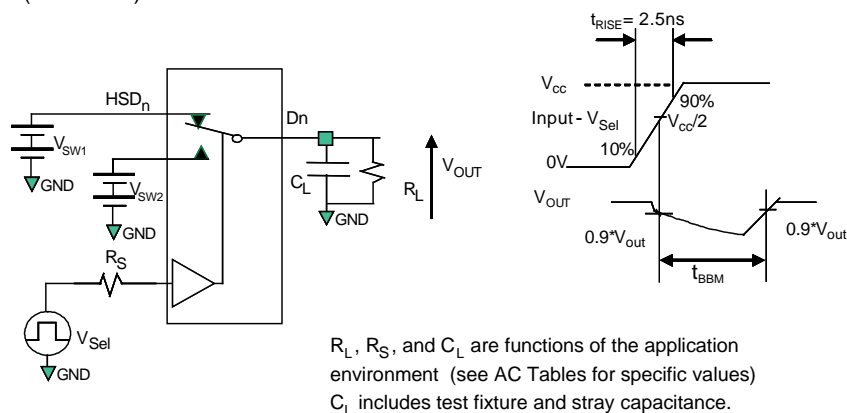 t_RISE = 2.5ns
V_cc
90%
Input - V_Sel
V_cc/2
10%
0V
V_OUT
0.9*V_out
0.9*V_out
t_BBM
HSD_n
Dn
V_SW1
GND
V_SW2
GND
C_L
R_L
V_OUT
GND
R_S
V_Sel
GND
R_L, R_S, and C_L are functions of the application
environment (see AC Tables for specific values)
C_L includes test fixture and stray capacitance.